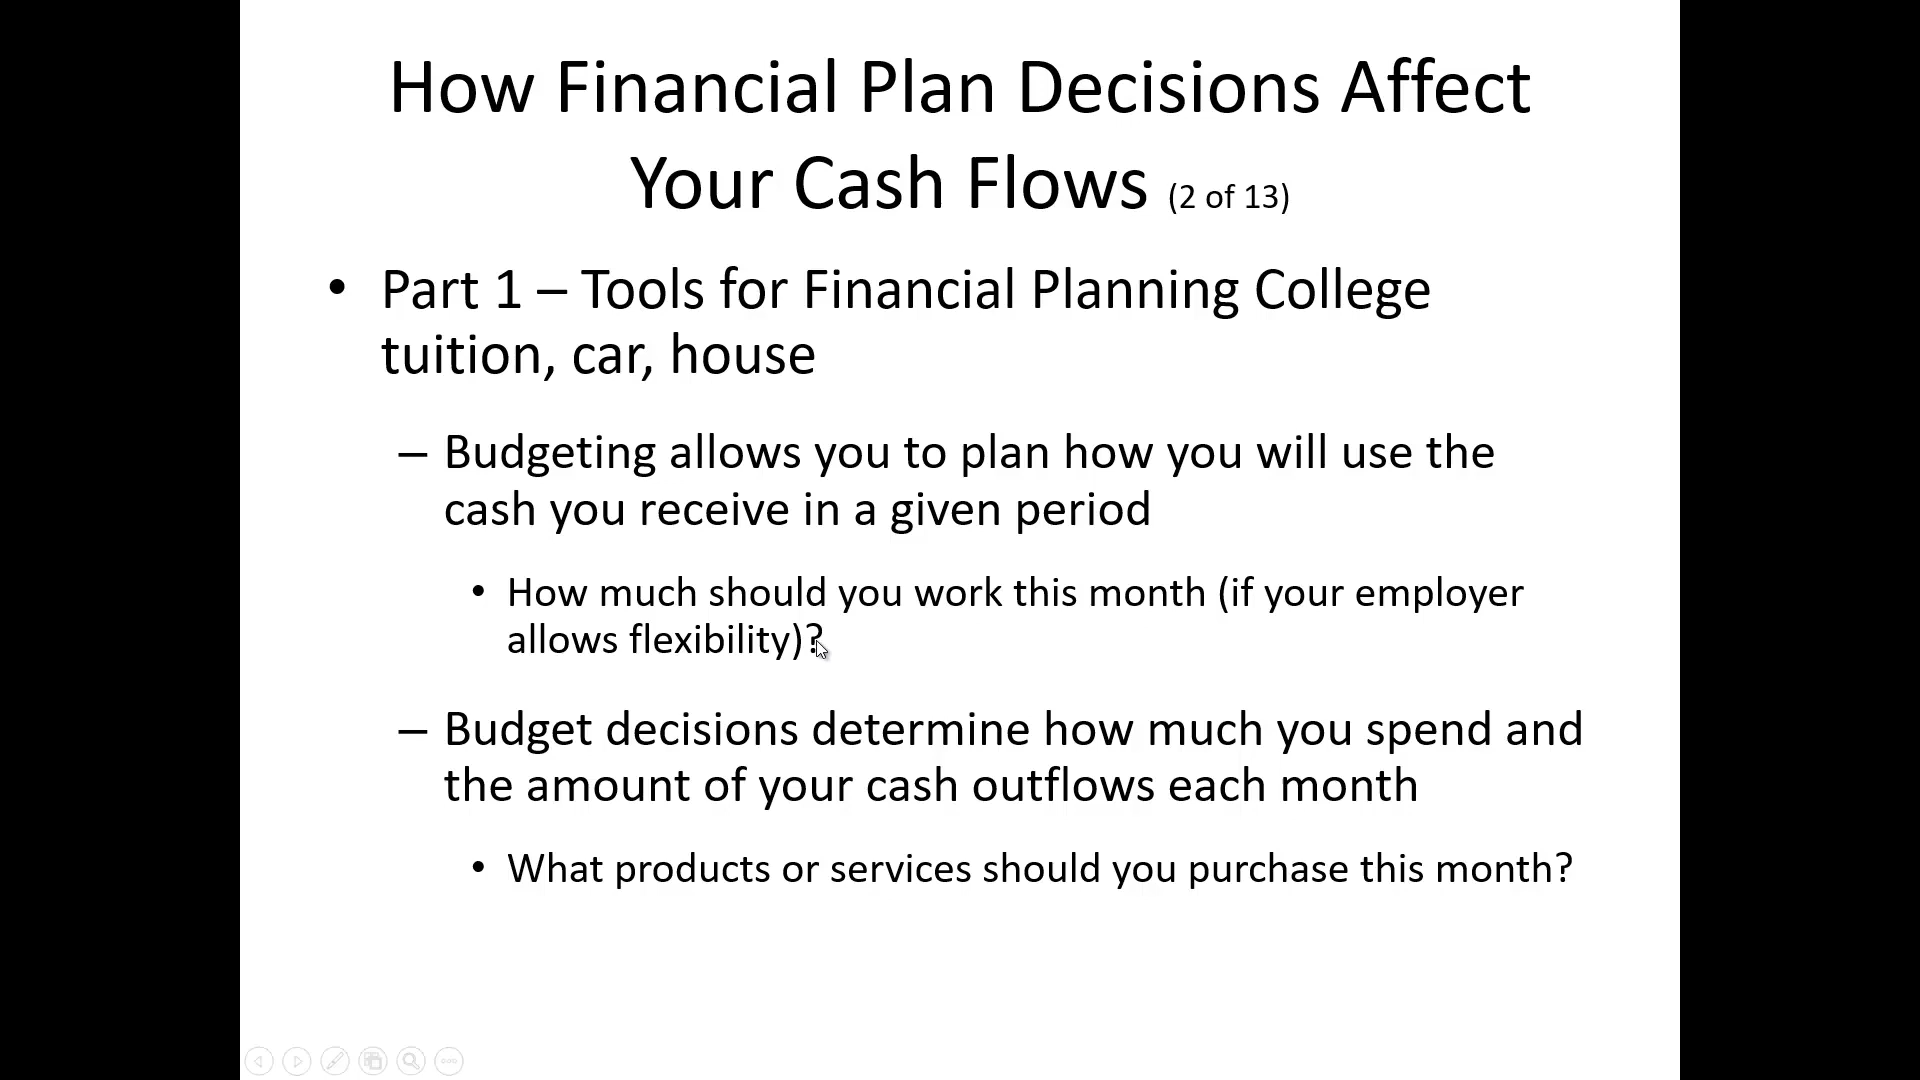 How Financial Plan Decisions Affect
Your Cash Flows (2 of 13)
• Part 1 – Tools for Financial Planning College
tuition, car, house
– Budgeting allows you to plan how you will use the
cash you receive in a given period
• How much should you work this month (if your employer
allows flexibility)?
– Budget decisions determine how much you spend and
the amount of your cash outflows each month
• What products or services should you purchase this month?